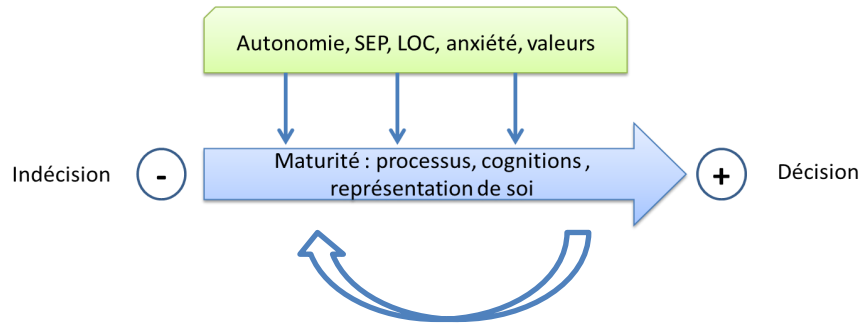 Autonomie, SEP, LOC, anxiété, valeurs
Indécision
-
Maturité : processus, cognitions ,
représentation de soi
+
Décision